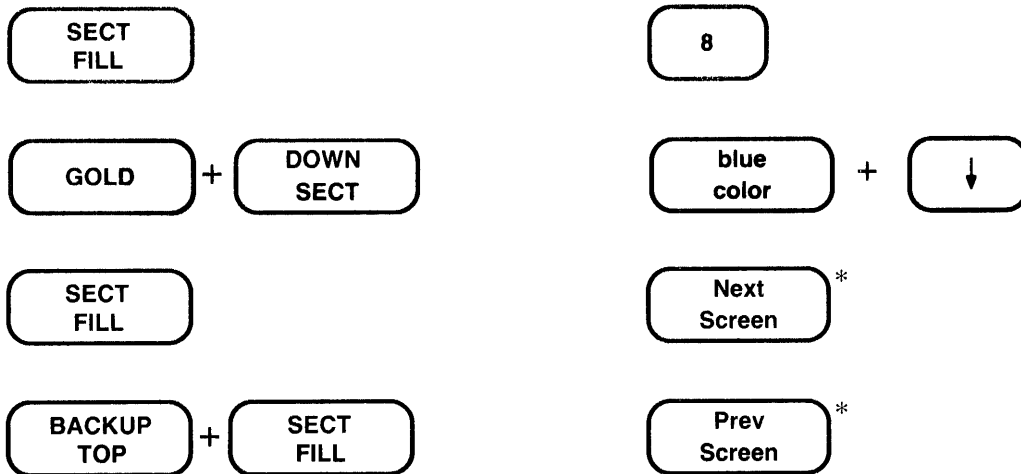 SECT
FILL
8
GOLD + DOWN
SECT
blue
color + ↓
SECT
FILL
Next
Screen *
BACKUP
TOP + SECT
FILL
Prev
Screen *